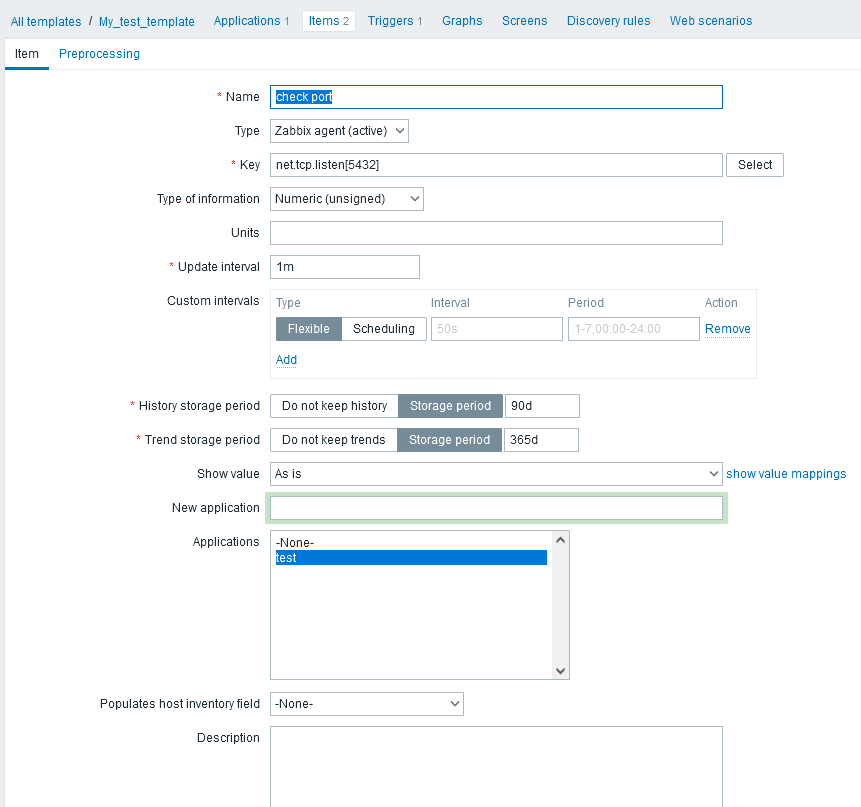 All templates / My_test_template Applications 1 Items 2 Triggers 1 Graphs Screens Discovery rules Web scenarios
Item Preprocessing
* Name check port
Type Zabbix agent (active)
* Key net.tcp.listen[5432] Select
Type of information Numeric (unsigned)
Units
* Update interval 1m
Custom intervals Type Interval Period Action
Flexible Scheduling 50s 1-7,00:00-24:00 Remove
Add
* History storage period Do not keep history Storage period 90d
* Trend storage period Do not keep trends Storage period 365d
Show value As is show value mappings
New application
Applications -None-
test
Populates host inventory field -None-
Description